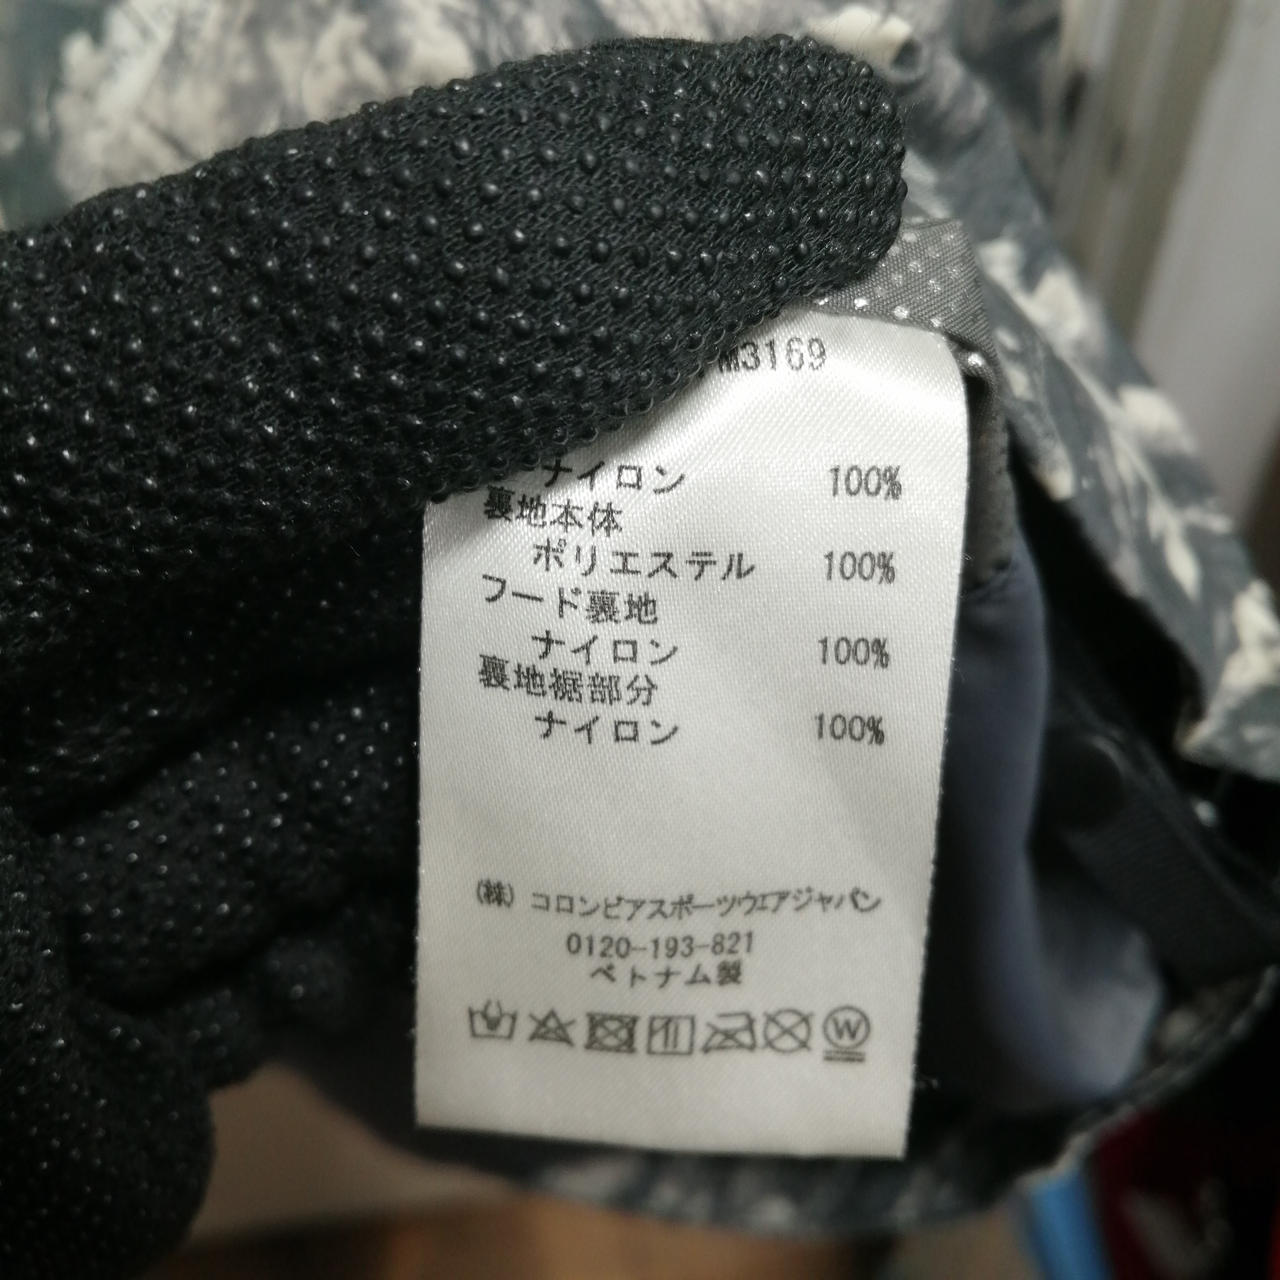 M3169
ナイロン 100%
裏地本体
ポリエステル 100%
フード裏地
ナイロン 100%
裏地裾部分
ナイロン 100%
(株) コロンビアスポーツウェアジャパン
0120-193-821
ベトナム製
W